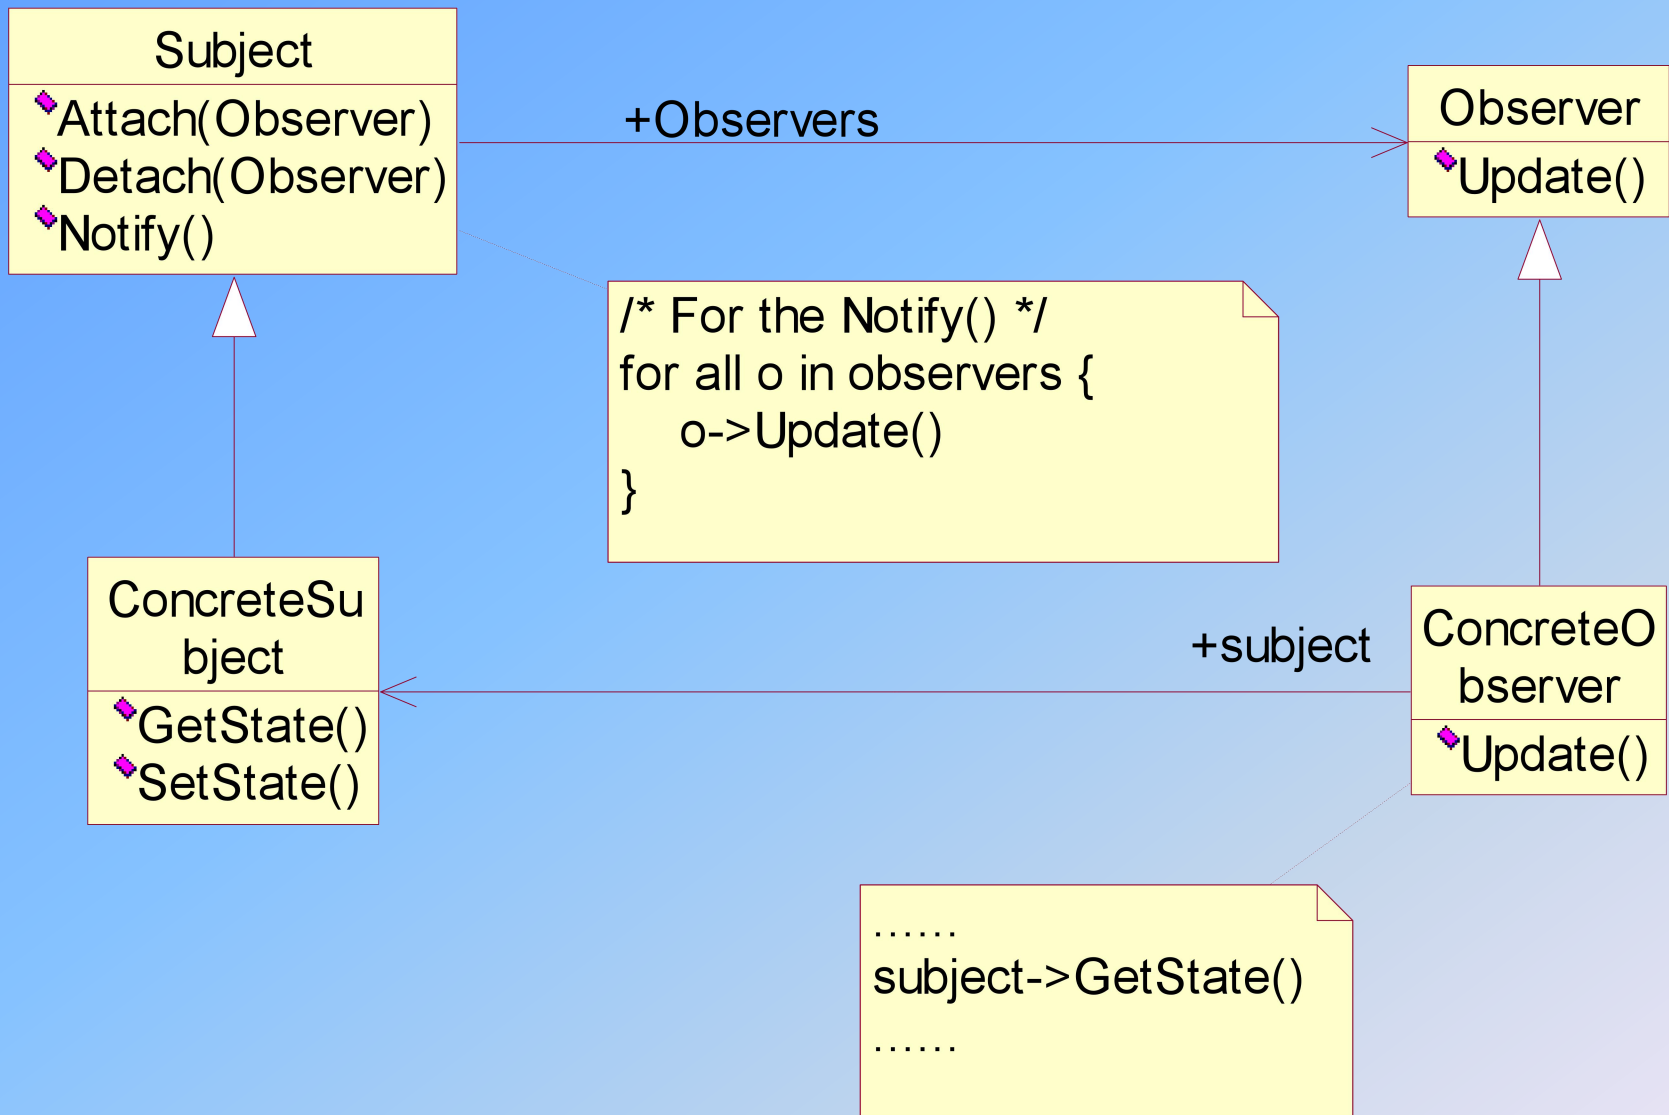 Subject
Attach(Observer)
Detach(Observer)
Notify()
+Observers
Observer
Update()
/* For the Notify() */
for all o in observers {
o->Update()
}
ConcreteSu
bject
GetState()
SetState()
+subject
ConcreteO
bserver
Update()
......
subject->GetState()
......